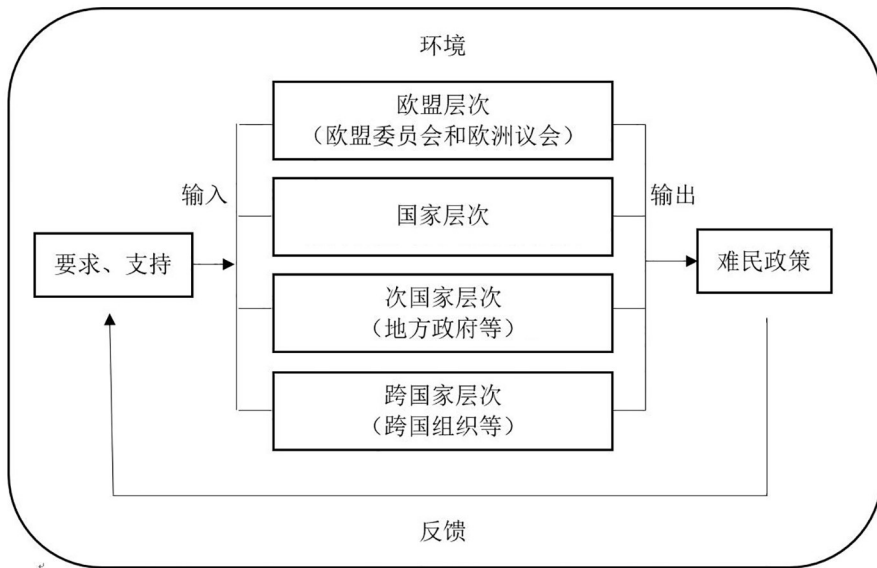 环境
欧盟层次
（欧盟委员会和欧洲议会）
输入
国家层次
输出
要求、支持
难民政策
次国家层次
（地方政府等）
跨国家层次
（跨国组织等）
反馈